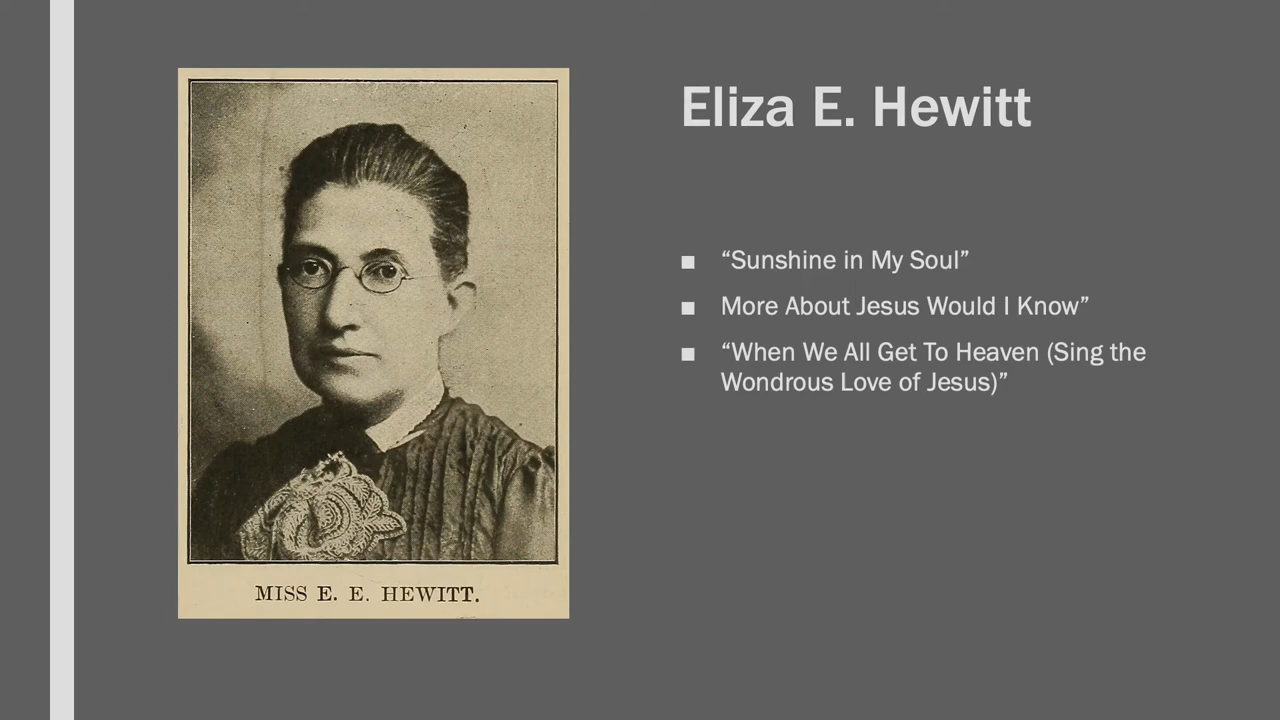 Eliza E. Hewitt
“Sunshine in My Soul”
More About Jesus Would I Know”
“When We All Get To Heaven (Sing the
Wondrous Love of Jesus)”
MISS E. E. HEWITT.